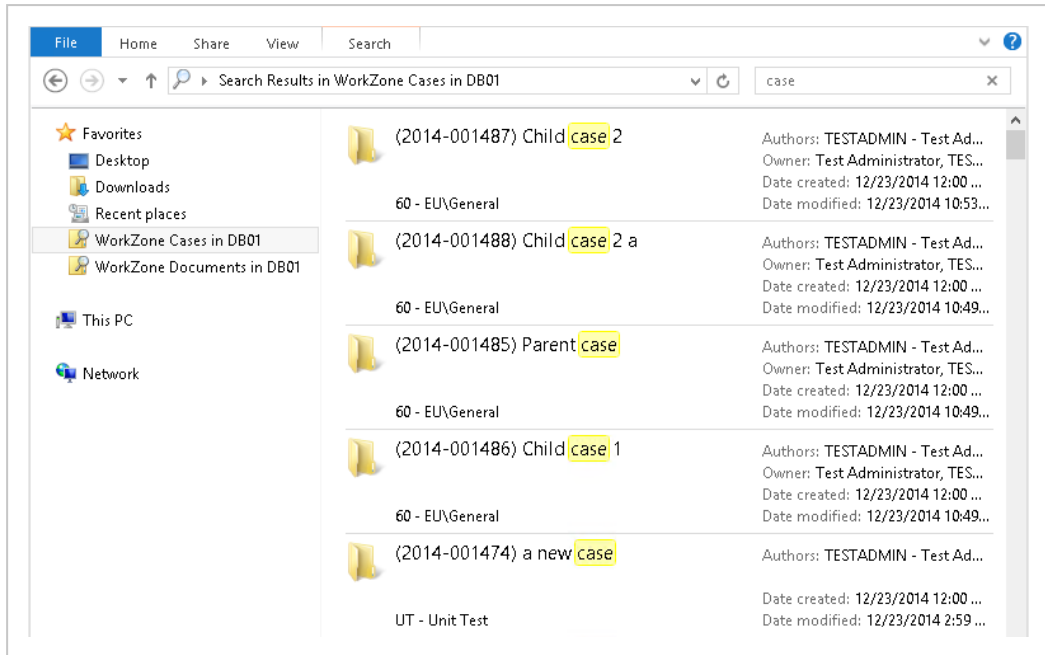 File Home Share View Search
Search Results in WorkZone Cases in DB01
case
Favorites
Desktop
Downloads
Recent places
WorkZone Cases in DB01
WorkZone Documents in DB01
This PC
Network
(2014-001487) Child case 2
60 - EU\General
Authors: TESTADMIN - Test Ad...
Owner: Test Administrator, TES...
Date created: 12/23/2014 12:00 ...
Date modified: 12/23/2014 10:53...
(2014-001488) Child case 2 a
60 - EU\General
Authors: TESTADMIN - Test Ad...
Owner: Test Administrator, TES...
Date created: 12/23/2014 12:00 ...
Date modified: 12/23/2014 10:49...
(2014-001485) Parent case
60 - EU\General
Authors: TESTADMIN - Test Ad...
Owner: Test Administrator, TES...
Date created: 12/23/2014 12:00 ...
Date modified: 12/23/2014 10:49...
(2014-001486) Child case 1
60 - EU\General
Authors: TESTADMIN - Test Ad...
Owner: Test Administrator, TES...
Date created: 12/23/2014 12:00 ...
Date modified: 12/23/2014 10:49...
(2014-001474) a new case
UT - Unit Test
Authors: TESTADMIN - Test Ad...
Date created: 12/23/2014 12:00 ...
Date modified: 12/23/2014 2:59 ...